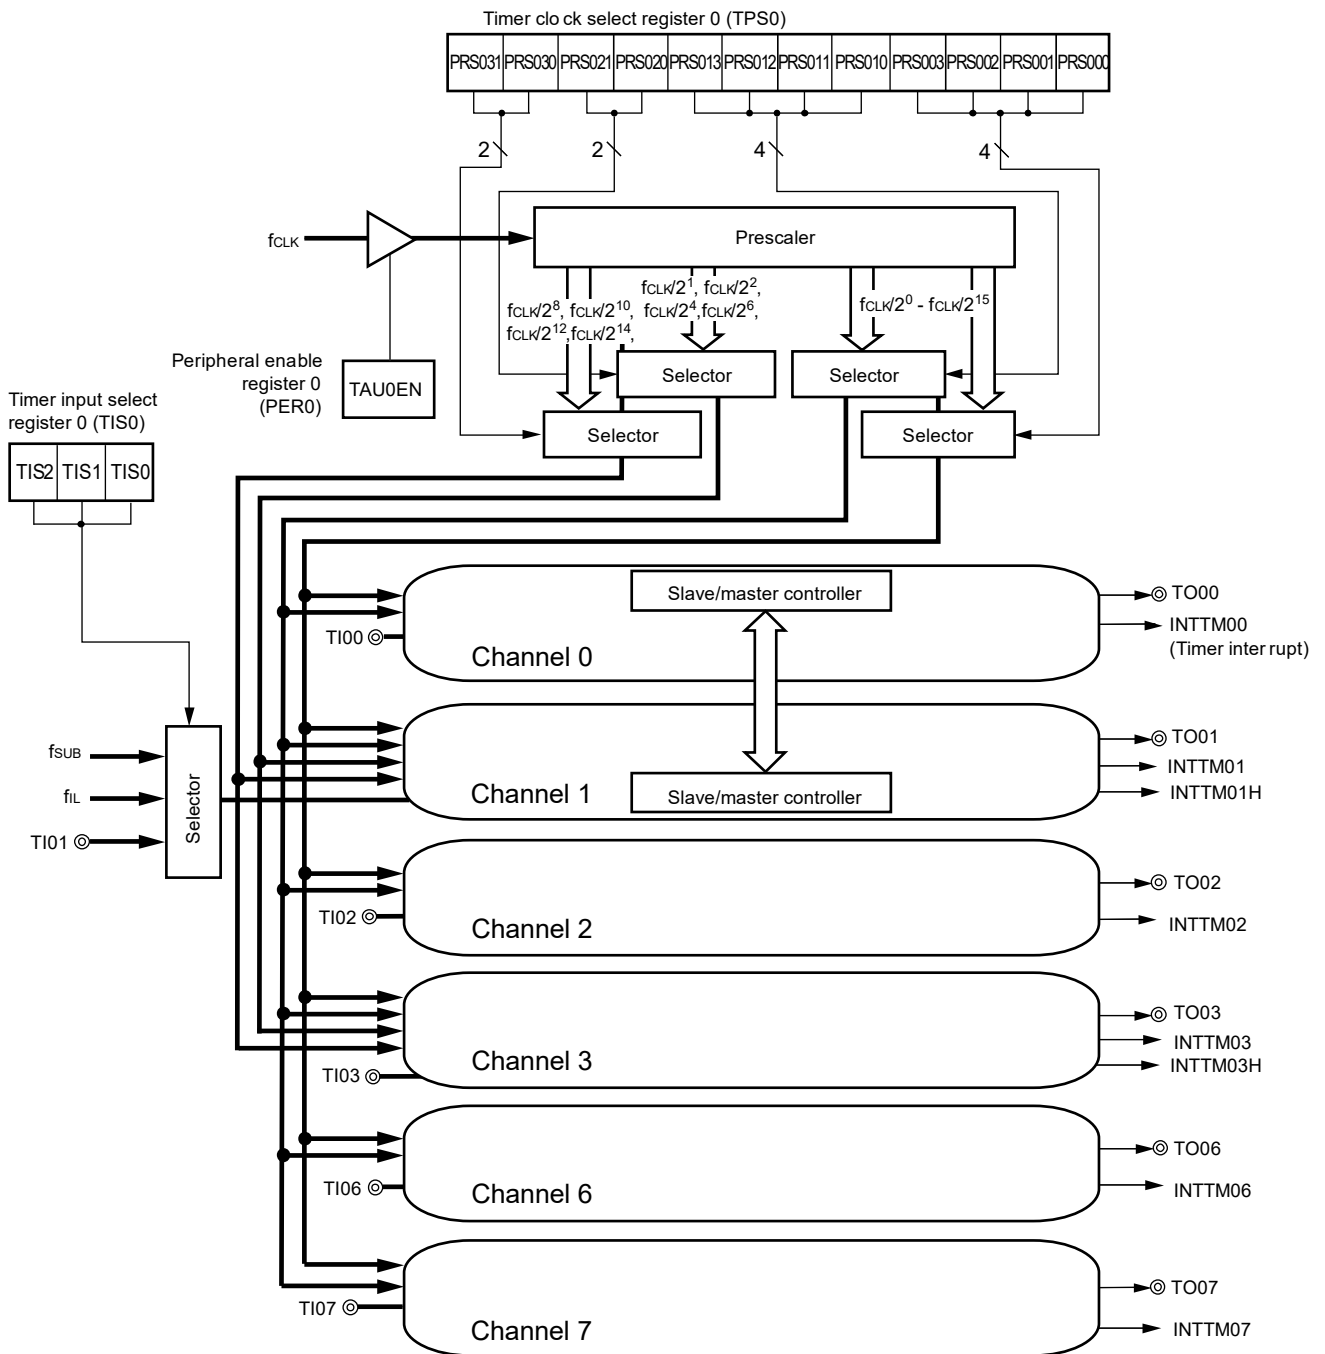 Timer clock select register 0 (TPS0)
PRS031 PRS030 PRS021 PRS020 PRS013 PRS012 PRS011 PRS010 PRS003 PRS002 PRS001 PRS000
2 2 4 4
fCLK
Prescaler
fCLK/2^8, fCLK/2^10,
fCLK/2^12,fCLK/2^14,
fCLK/2^1, fCLK/2^2,
fCLK/2^4,fCLK/2^6,
fCLK/2^0 - fCLK/2^15
Peripheral enable
register 0
(PER0)
TAU0EN
Selector
Selector
Selector
Selector
Timer input select
register 0 (TIS0)
TIS2 TIS1 TIS0
Slave/master controller
TI00
Channel 0
TO00
INTTM00
(Timer interrupt)
fSUB
fIL
TI01
Selector
Channel 1
Slave/master controller
TO01
INTTM01
INTTM01H
TI02
Channel 2
TO02
INTTM02
TI03
Channel 3
TO03
INTTM03
INTTM03H
TI06
Channel 6
TO06
INTTM06
TI07
Channel 7
TO07
INTTM07